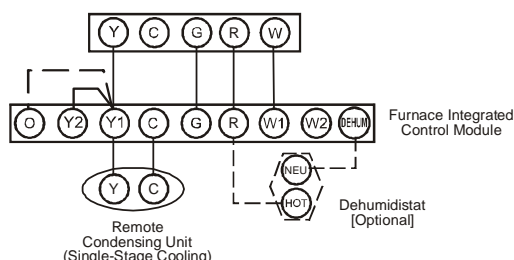 Y C G R W
O Y2 Y1 C G R W1 W2 DEHUM
Furnace Integrated
Control Module
NEU
HOT
Y C
Dehumidistat
[Optional]
Remote
Condensing Unit
(Single-Stage Cooling)